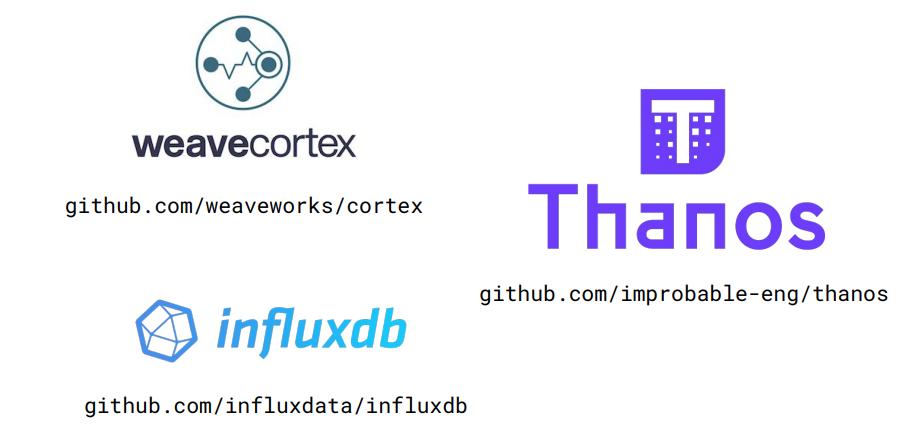 weavecortex
github.com/weaveworks/cortex
T
Thanos
github.com/improbable-eng/thanos
influxdb
github.com/influxdata/influxdb